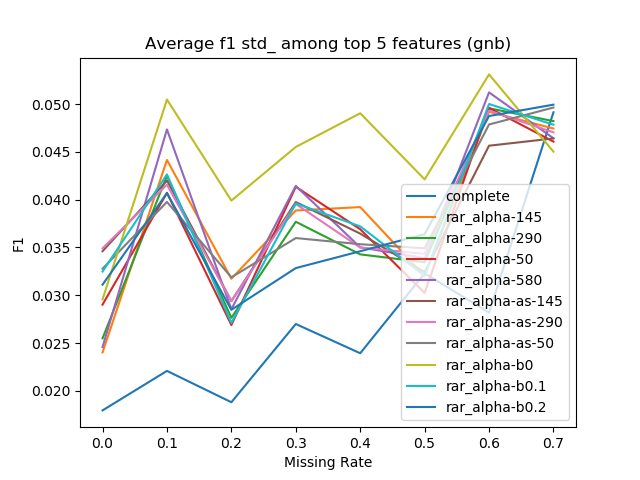 Average f1 std_ among top 5 features (gnb)
F1
0.050
0.045
0.040
0.035
0.030
0.025
0.020
complete
rar_alpha-145
rar_alpha-290
rar_alpha-50
rar_alpha-580
rar_alpha-as-145
rar_alpha-as-290
rar_alpha-as-50
rar_alpha-b0
rar_alpha-b0.1
rar_alpha-b0.2
0.0 0.1 0.2 0.3 0.4 0.5 0.6 0.7
Missing Rate